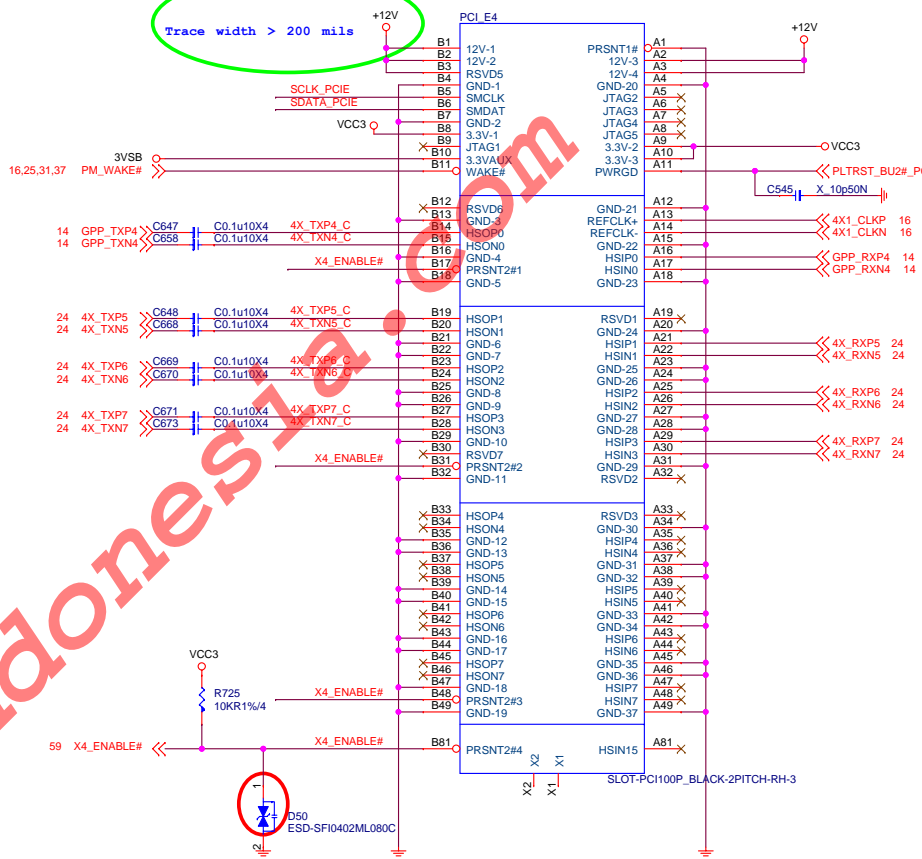 +12V
Trace width > 200 mils
PCI_E4
+12V
B1 12V-1 PRSNT1# A1
B2 12V-2 12V-3 A2
B3 RSVD5 12V-4 A3
B4 GND-1 GND-20 A4
SCLK_PCIE B5 SMCLK JTAG2 A5
SDATA_PCIE B6 SMDAT JTAG3 A6
B7 GND-2 JTAG4 A7
VCC3 B8 3.3V-1 JTAG5 A8
B9 JTAG1 3.3V-2 A9 VCC3
3VSB B10 3.3VAUX 3.3V-3 A10
16,25,31,37 PM_WAKE# B11 WAKE# PWRGD A11 PLTRST_BU2#_P
C545 X_10p50N
B12 RSVD6 GND-21 A12
B13 GND-3 REFCLK+ A13 4X1_CLKP 16
14 GPP_TXP4 C647 C0.1u10X4 4X_TXP4_C B14 HSOP0 REFCLK- A14 4X1_CLKN 16
14 GPP_TXN4 C658 C0.1u10X4 4X_TXN4_C B15 HSON0 GND-22 A15
B16 GND-4 HSIP0 A16 GPP_RXP4 14
X4_ENABLE# B17 PRSNT2#1 HSIN0 A17 GPP_RXN4 14
B18 GND-5 GND-23 A18
24 4X_TXP5 C648 C0.1u10X4 4X_TXP5_C B19 HSOP1 RSVD1 A19
24 4X_TXN5 C668 C0.1u10X4 4X_TXN5_C B20 HSON1 GND-24 A20
B21 GND-6 HSIP1 A21 4X_RXP5 24
B22 GND-7 HSIN1 A22 4X_RXN5 24
24 4X_TXP6 C669 C0.1u10X4 4X_TXP6_C B23 HSOP2 GND-25 A23
24 4X_TXN6 C670 C0.1u10X4 4X_TXN6_C B24 HSON2 GND-26 A24
B25 GND-8 HSIP2 A25 4X_RXP6 24
B26 GND-9 HSIN2 A26 4X_RXN6 24
24 4X_TXP7 C671 C0.1u10X4 4X_TXP7_C B27 HSOP3 GND-27 A27
24 4X_TXN7 C673 C0.1u10X4 4X_TXN7_C B28 HSON3 GND-28 A28
B29 GND-10 HSIP3 A29 4X_RXP7 24
B30 RSVD7 HSIN3 A30 4X_RXN7 24
X4_ENABLE# B31 PRSNT2#2 GND-29 A31
B32 GND-11 RSVD2 A32
B33 HSOP4 RSVD3 A33
B34 HSON4 GND-30 A34
B35 GND-12 HSIP4 A35
B36 GND-13 HSIN4 A36
B37 HSOP5 GND-31 A37
B38 HSON5 GND-32 A38
B39 GND-14 HSIP5 A39
B40 GND-15 HSIN5 A40
B41 HSOP6 GND-33 A41
B42 HSON6 GND-34 A42
B43 GND-16 HSIP6 A43
B44 GND-17 HSIN6 A44
B45 HSOP7 GND-35 A45
B46 HSON7 GND-36 A46
B47 GND-18 HSIP7 A47
X4_ENABLE# B48 PRSNT2#3 HSIN7 A48
B49 GND-19 GND-37 A49
VCC3
R725
10KR1%/4
59 X4_ENABLE# X4_ENABLE# B81 PRSNT2#4 HSIN15 A81
X2 X1
X2 X1
SLOT-PCI100P_BLACK-2PITCH-RH-3
1
D50
ESD-SFI0402ML080C
2
donesia.com